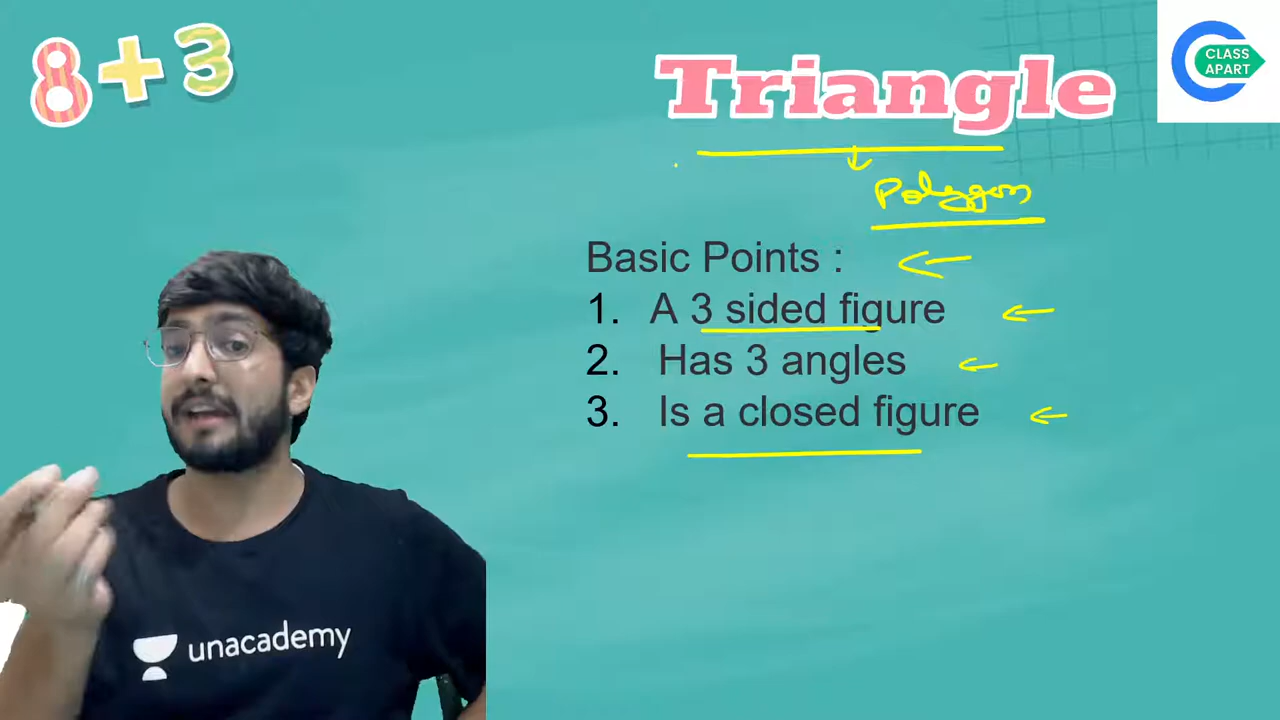 8+3
Triangle
CLASS
APART
Polygon
Basic Points :
1. A 3 sided figure
2. Has 3 angles
3. Is a closed figure
unacademy